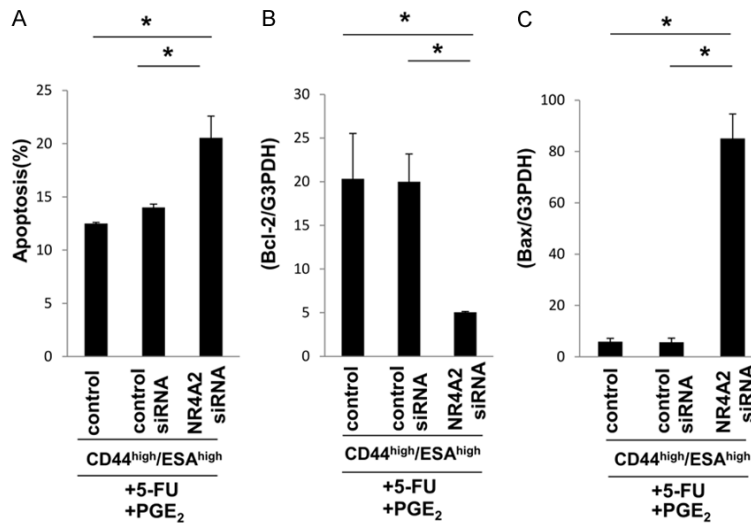 A
*
*
Apoptosis(%)
25
20
15
10
5
0
control
control
siRNA
NR4A2
siRNA
CD44high/ESAhigh
+5-FU
+PGE2
B
*
*
(Bcl-2/G3PDH)
30
25
20
15
10
5
0
control
control
siRNA
NR4A2
siRNA
CD44high/ESAhigh
+5-FU
+PGE2
C
*
*
(Bax/G3PDH)
100
80
60
40
20
0
control
control
siRNA
NR4A2
siRNA
CD44high/ESAhigh
+5-FU
+PGE2